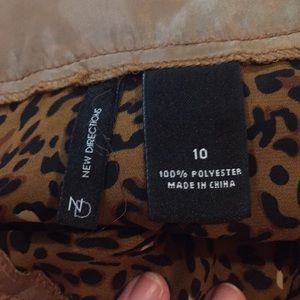 NEW DIRECTIONS
ND
10
100% POLYESTER
MADE IN CHINA